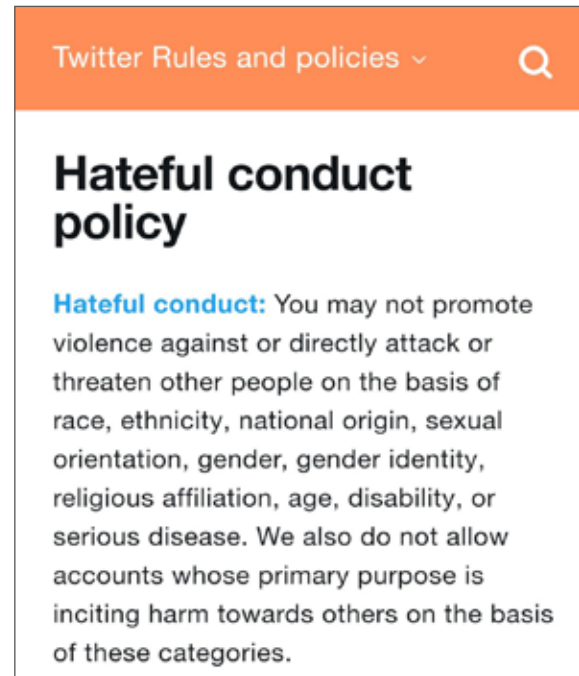 Twitter Rules and policies
Hateful conduct
policy
Hateful conduct: You may not promote
violence against or directly attack or
threaten other people on the basis of
race, ethnicity, national origin, sexual
orientation, gender, gender identity,
religious affiliation, age, disability, or
serious disease. We also do not allow
accounts whose primary purpose is
inciting harm towards others on the basis
of these categories.